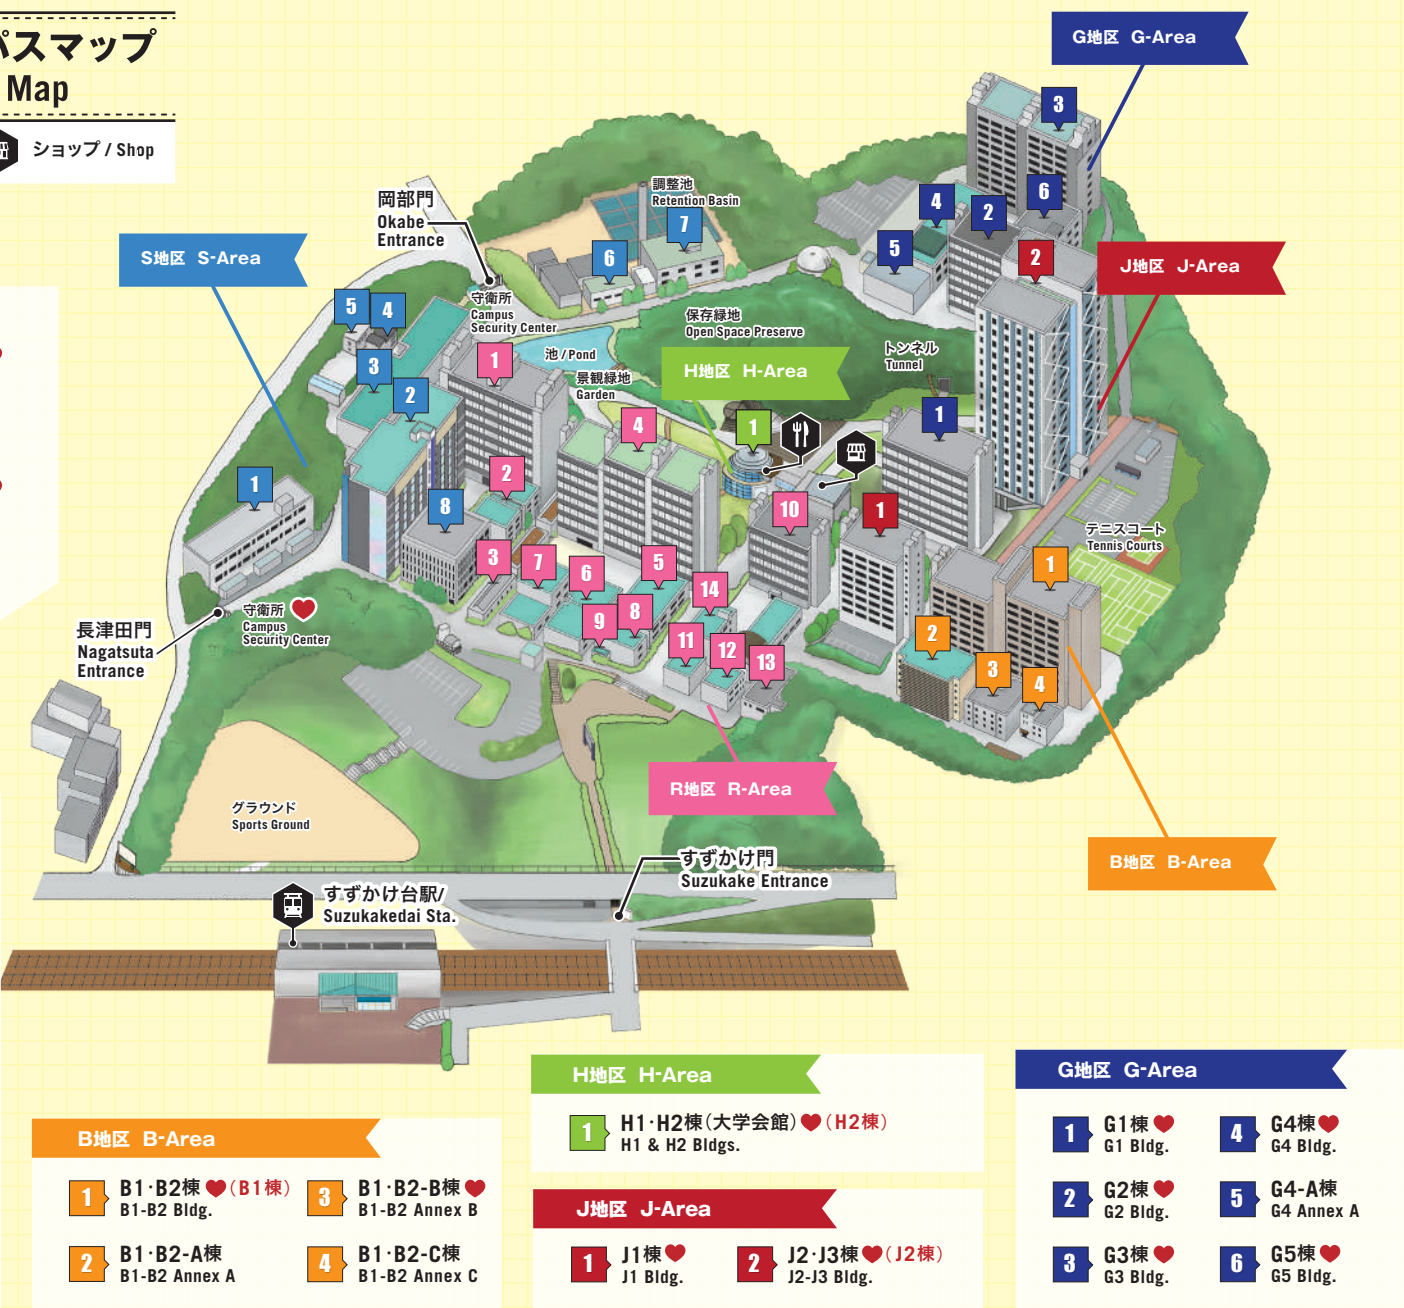 パスマップ
Map
ショップ / Shop
G地区 G-Area
3
6
4
2
5
2
J地区 J-Area
岡部門
Okabe
Entrance
調整池
Retention Basin
7
6
S地区 S-Area
守衛所
Campus
Security Center
5
4
3
2
1
池 / Pond
景観緑地
Garden
保存緑地
Open Space Preserve
H地区 H-Area
トンネル
Tunnel
1
4
1
2
1
8
10
1
テニスコート
Tennis Courts
3
7
6
5
14
9
8
11
12
13
1
2
3
4
守衛所
Campus
Security Center
長津田門
Nagatsuta
Entrance
R地区 R-Area
グラウンド
Sports Ground
B地区 B-Area
すずかけ門
Suzukake Entrance
すずかけ台駅/
Suzukakedai Sta.
B地区 B-Area
1 B1・B2棟 (B1棟)
B1-B2 Bldg.
2 B1・B2-A棟
B1-B2 Annex A
3 B1・B2-B棟
B1-B2 Annex B
4 B1・B2-C棟
B1-B2 Annex C
H地区 H-Area
1 H1・H2棟(大学会館) (H2棟)
H1 & H2 Bldgs.
J地区 J-Area
1 J1棟
J1 Bldg.
2 J2・J3棟 (J2棟)
J2-J3 Bldg.
G地区 G-Area
1 G1棟
G1 Bldg.
2 G2棟
G2 Bldg.
3 G3棟
G3 Bldg.
4 G4棟
G4 Bldg.
5 G4-A棟
G4 Annex A
6 G5棟
G5 Bldg.